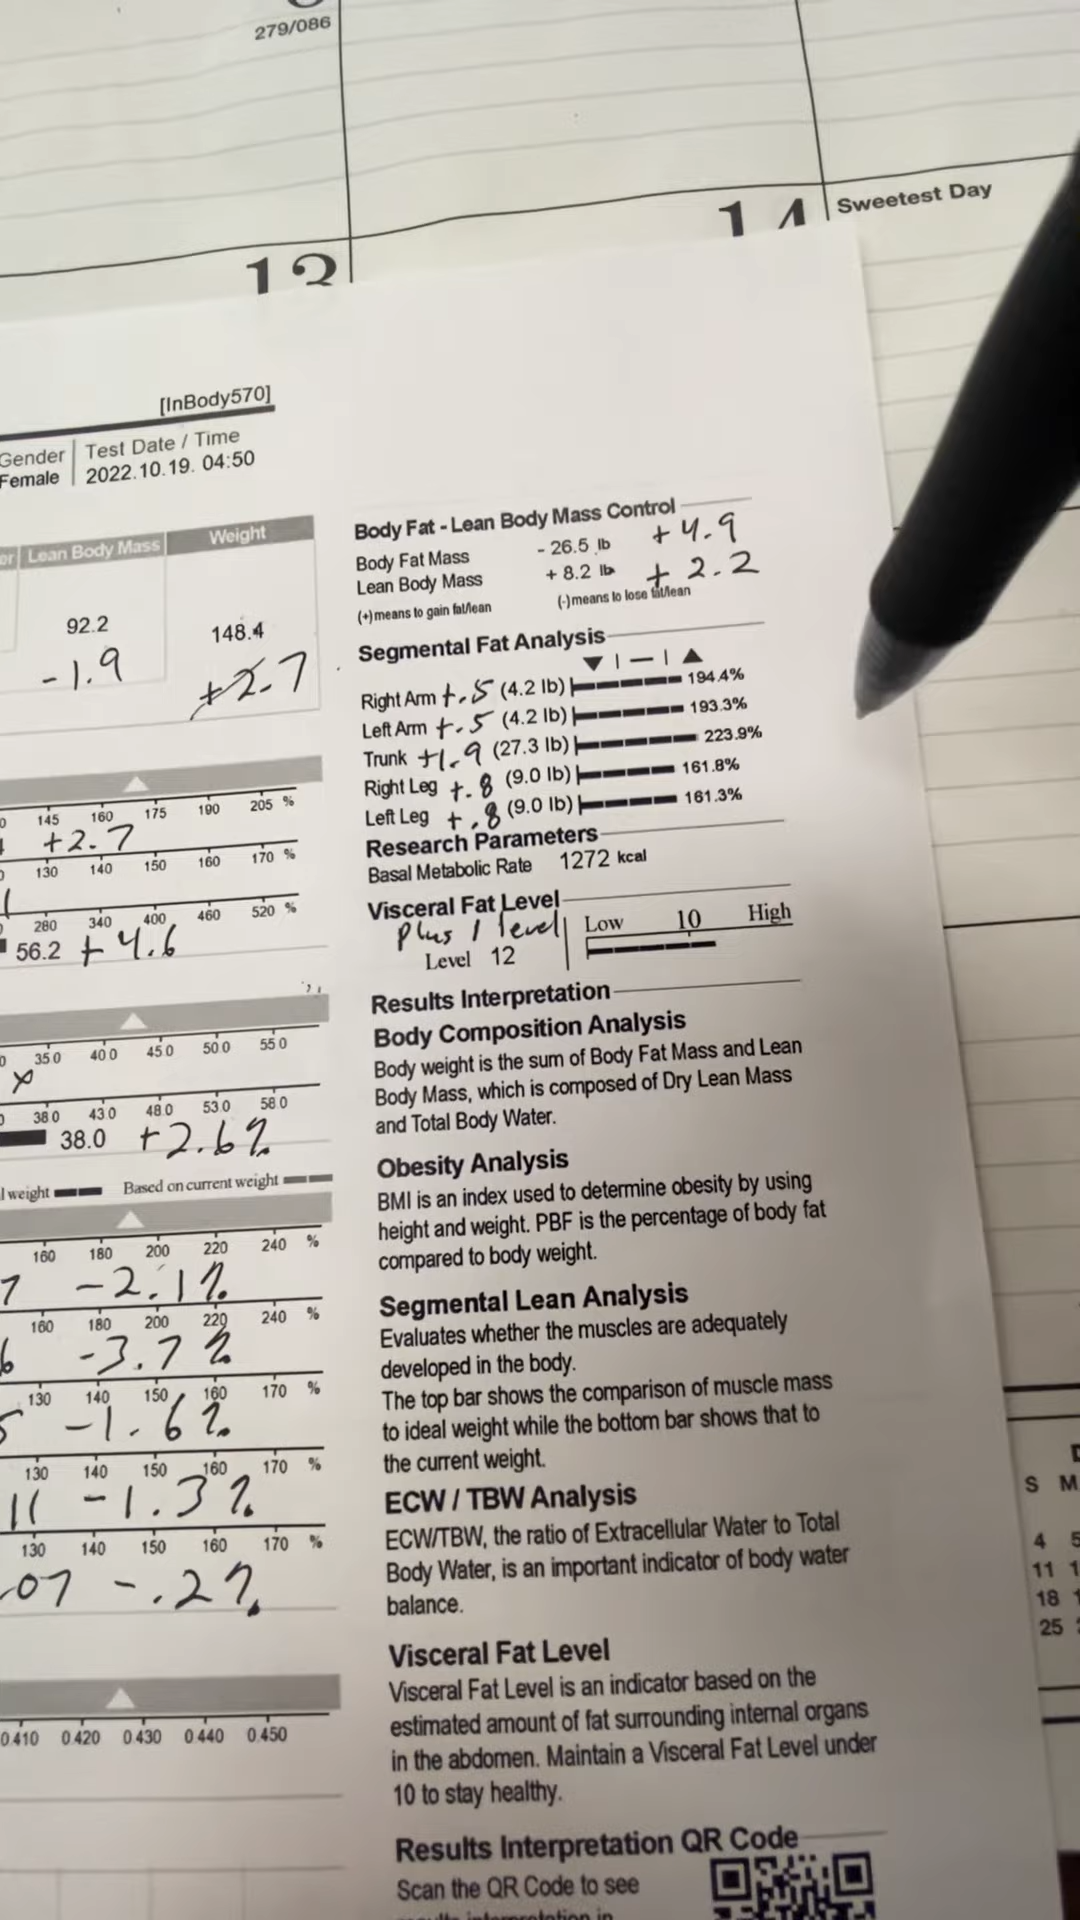 279/086
13
14 Sweetest Day
[InBody570]
Gender Test Date / Time
Female 2022.10.19. 04:50
Lean Body Mass Weight
92.2 148.4
-1.9 +2.7
145 160 175 190 205 %
+2.7
130 140 150 160 170 %
280 340 400 460 520 %
56.2 +4.6
35.0 40.0 45.0 50.0 55.0
38.0 43.0 48.0 53.0 58.0
38.0 +2.6%
Based on current weight
160 180 200 220 240 %
7 -2.1%
160 180 200 220 240 %
6 -3.7%
130 140 150 160 170 %
5 -1.6%
130 140 150 160 170 %
11 -1.3%
130 140 150 160 170 %
.07 -.2%
0.410 0.420 0.430 0.440 0.450
Body Fat - Lean Body Mass Control
Body Fat Mass - 26.5 lb +4.9
Lean Body Mass + 8.2 lb +2.2
(+)means to gain fat/lean (-)means to lose fat/lean
Segmental Fat Analysis
Right Arm +.5 (4.2 lb) 194.4%
Left Arm +.5 (4.2 lb) 193.3%
Trunk +1.9 (27.3 lb) 223.9%
Right Leg +.8 (9.0 lb) 161.8%
Left Leg +.8 (9.0 lb) 161.3%
Research Parameters
Basal Metabolic Rate 1272 kcal
Visceral Fat Level
Plus 1 level Low 10 High
Level 12
Results Interpretation
Body Composition Analysis
Body weight is the sum of Body Fat Mass and Lean
Body Mass, which is composed of Dry Lean Mass
and Total Body Water.
Obesity Analysis
BMI is an index used to determine obesity by using
height and weight. PBF is the percentage of body fat
compared to body weight.
Segmental Lean Analysis
Evaluates whether the muscles are adequately
developed in the body.
The top bar shows the comparison of muscle mass
to ideal weight while the bottom bar shows that to
the current weight.
ECW / TBW Analysis
ECW/TBW, the ratio of Extracellular Water to Total
Body Water, is an important indicator of body water
balance.
Visceral Fat Level
Visceral Fat Level is an indicator based on the
estimated amount of fat surrounding internal organs
in the abdomen. Maintain a Visceral Fat Level under
10 to stay healthy.
Results Interpretation QR Code
Scan the QR Code to see
S M
4 5
11
18
25